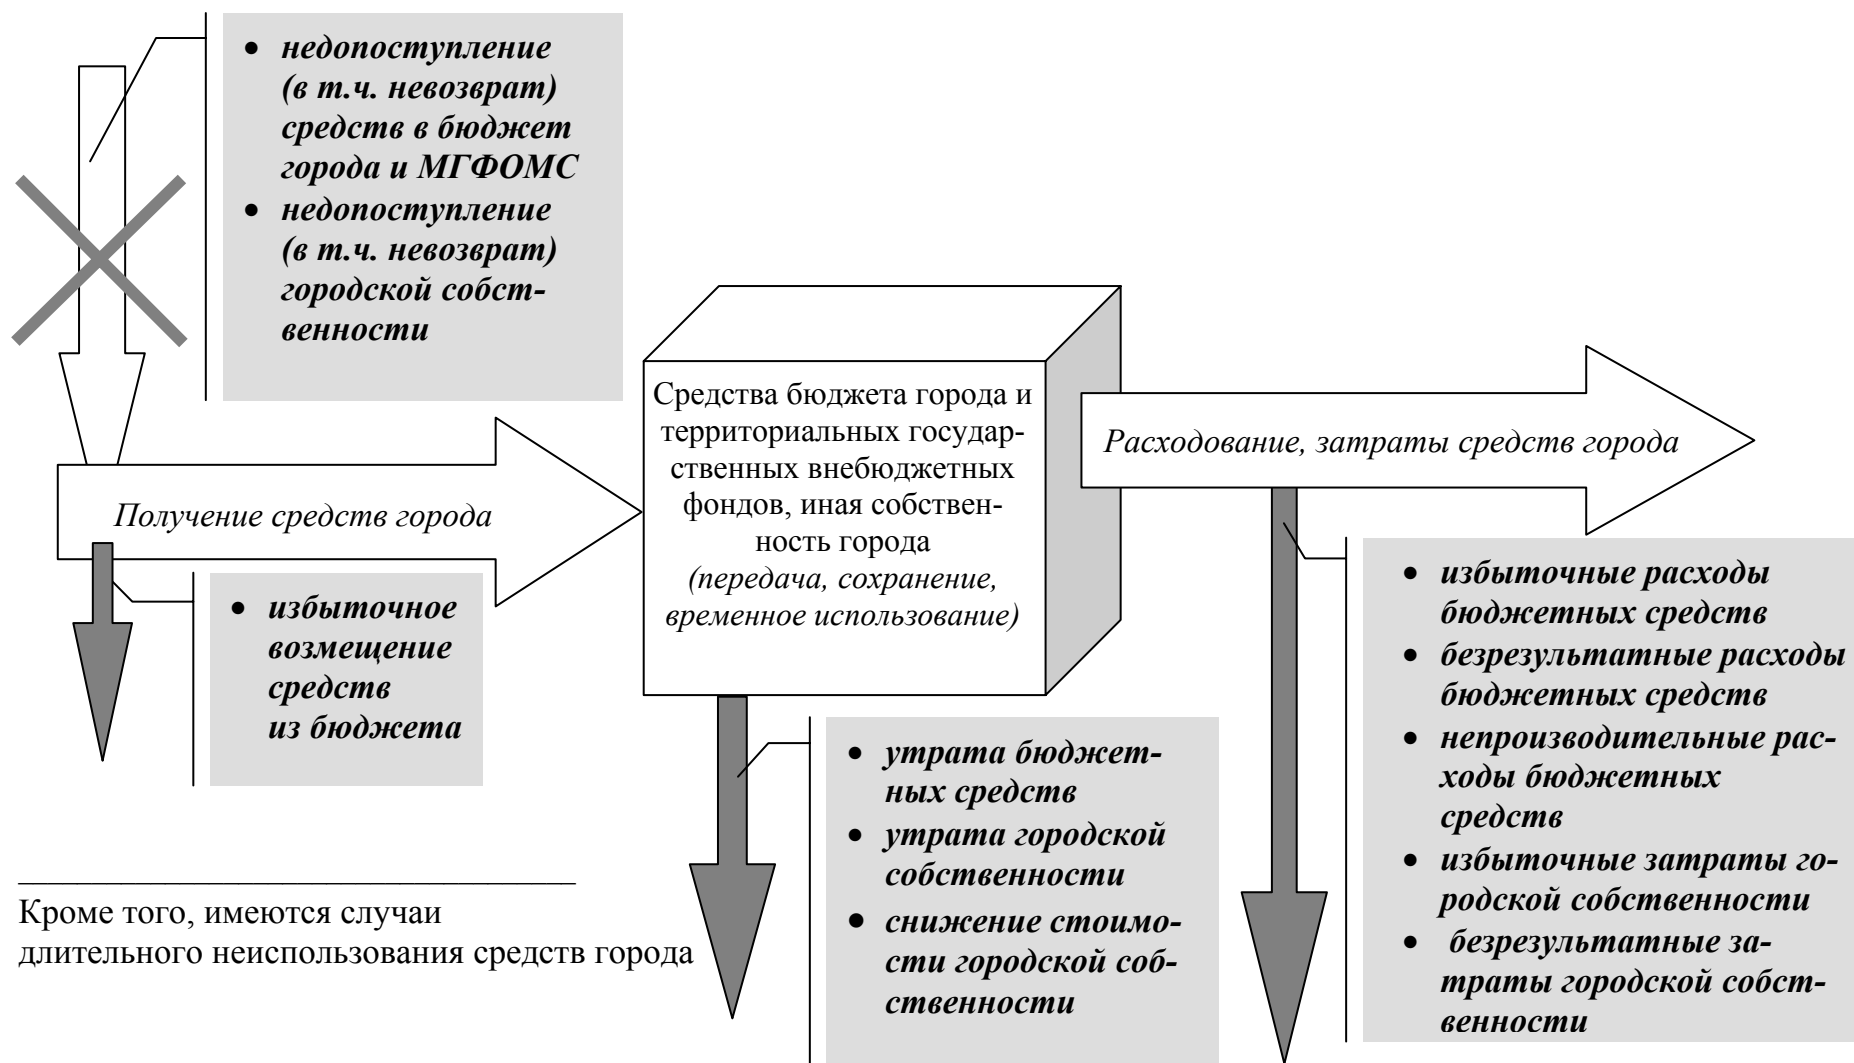 • недопоступление
(в т.ч. невозврат)
средств в бюджет
города и МГФОМС
• недопоступление
(в т.ч. невозврат)
городской собст-
венности
Получение средств города
• избыточное
возмещение
средств
из бюджета
Средства бюджета города и
территориальных государ-
ственных внебюджетных
фондов, иная собствен-
ность города
(передача, сохранение,
временное использование)
• утрата бюджет-
ных средств
• утрата городской
собственности
• снижение стоимо-
сти городской соб-
ственности
Расходование, затраты средств города
• избыточные расходы
бюджетных средств
• безрезультатные расходы
бюджетных средств
• непроизводительные рас-
ходы бюджетных
средств
• избыточные затраты го-
родской собственности
• безрезультатные за-
траты городской собст-
венности
Кроме того, имеются случаи
длительного неиспользования средств города